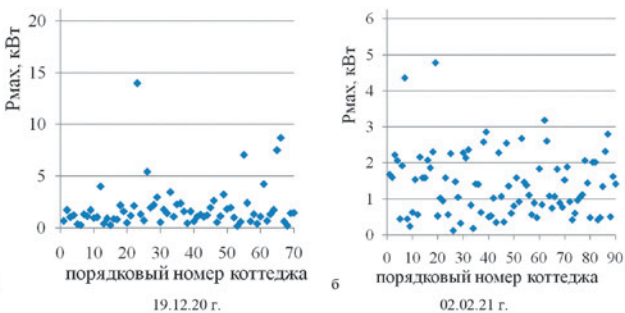 Pмах, кВт
20
15
10
5
0
0 10 20 30 40 50 60 70
порядковый номер коттеджа
19.12.20 г.
б
Pмах, кВт
6
5
4
3
2
1
0
0 10 20 30 40 50 60 70 80 90
порядковый номер коттеджа
02.02.21 г.